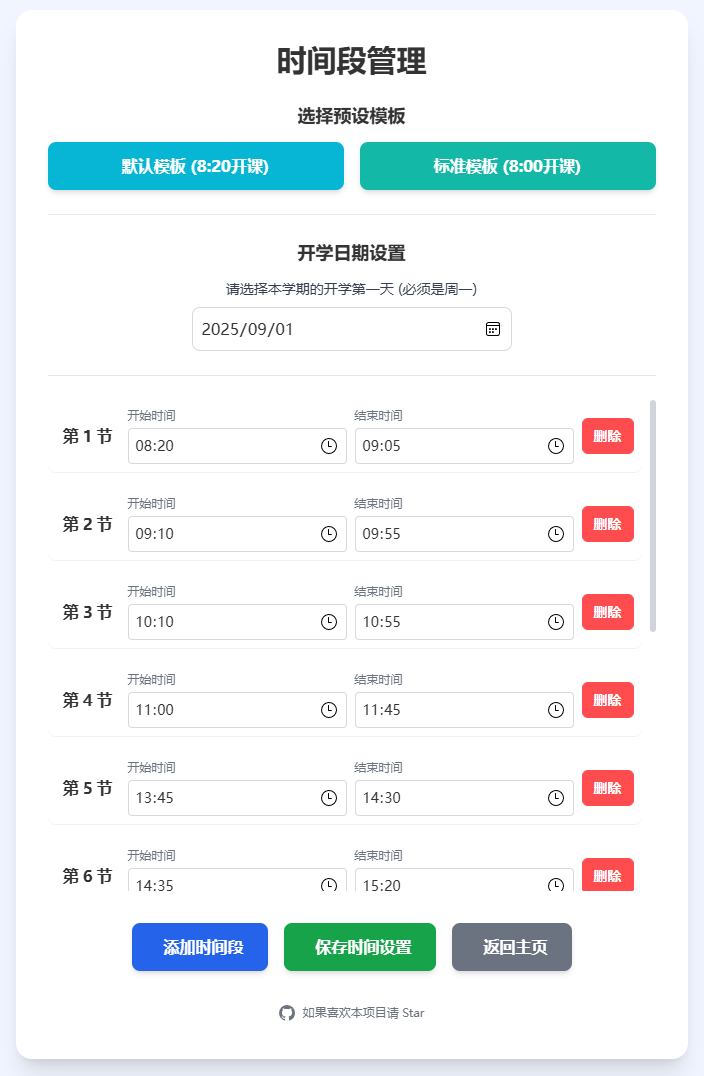 时间段管理
选择预设模板
默认模板 (8:20开课)
标准模板 (8:00开课)
开学日期设置
请选择本学期的开学第一天 (必须是周一)
2025/09/01
开始时间 结束时间
第 1 节 08:20 09:05 删除
开始时间 结束时间
第 2 节 09:10 09:55 删除
开始时间 结束时间
第 3 节 10:10 10:55 删除
开始时间 结束时间
第 4 节 11:00 11:45 删除
开始时间 结束时间
第 5 节 13:45 14:30 删除
开始时间 结束时间
第 6 节 14:35 15:20 删除
添加时间段 保存时间设置 返回主页
如果喜欢本项目请 Star